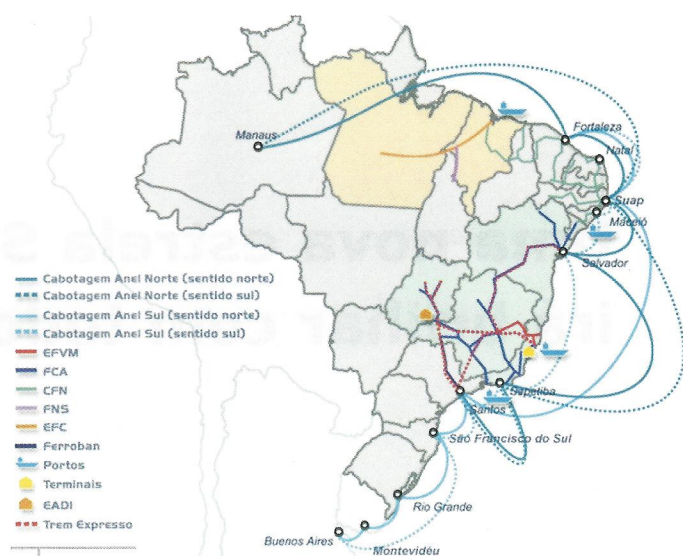 Manaus
Fortaleza
Natal
Suap
Maceió
Salvador
Sepetiba
Santos
São Francisco do Sul
Rio Grande
Buenos Aires
Montevidéu
Cabotagem Anel Norte (sentido norte)
Cabotagem Anel Norte (sentido sul)
Cabotagem Anel Sul (sentido norte)
Cabotagem Anel Sul (sentido sul)
EFVM
FCA
CFN
FNS
EFC
Ferroban
Portos
Terminais
EADI
Trem Expresso